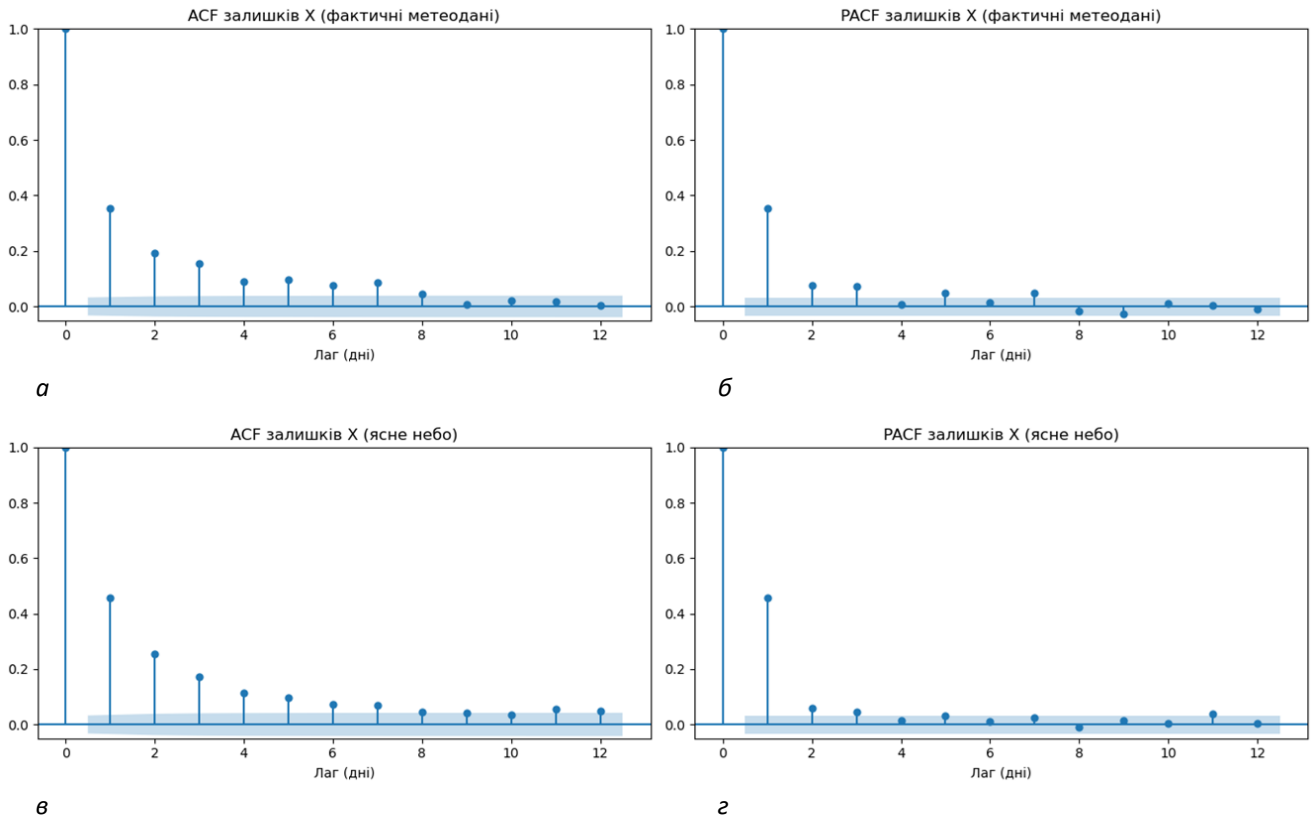 ACF залишків X (фактичні метеодані)
1.0
0.8
0.6
0.4
0.2
0.0
0 2 4 6 8 10 12
Лаг (дні)
а
PACF залишків X (фактичні метеодані)
1.0
0.8
0.6
0.4
0.2
0.0
0 2 4 6 8 10 12
Лаг (дні)
б
ACF залишків X (ясне небо)
1.0
0.8
0.6
0.4
0.2
0.0
0 2 4 6 8 10 12
Лаг (дні)
в
PACF залишків X (ясне небо)
1.0
0.8
0.6
0.4
0.2
0.0
0 2 4 6 8 10 12
Лаг (дні)
г